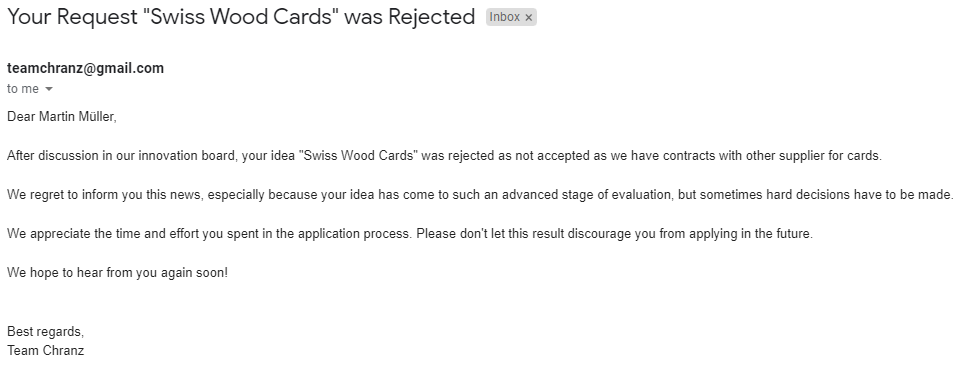 Your Request "Swiss Wood Cards" was Rejected Inbox ×
teamchranz@gmail.com
to me
Dear Martin Müller,
After discussion in our innovation board, your idea "Swiss Wood Cards" was rejected as not accepted as we have contracts with other supplier for cards.
We regret to inform you this news, especially because your idea has come to such an advanced stage of evaluation, but sometimes hard decisions have to be made.
We appreciate the time and effort you spent in the application process. Please don't let this result discourage you from applying in the future.
We hope to hear from you again soon!
Best regards,
Team Chranz